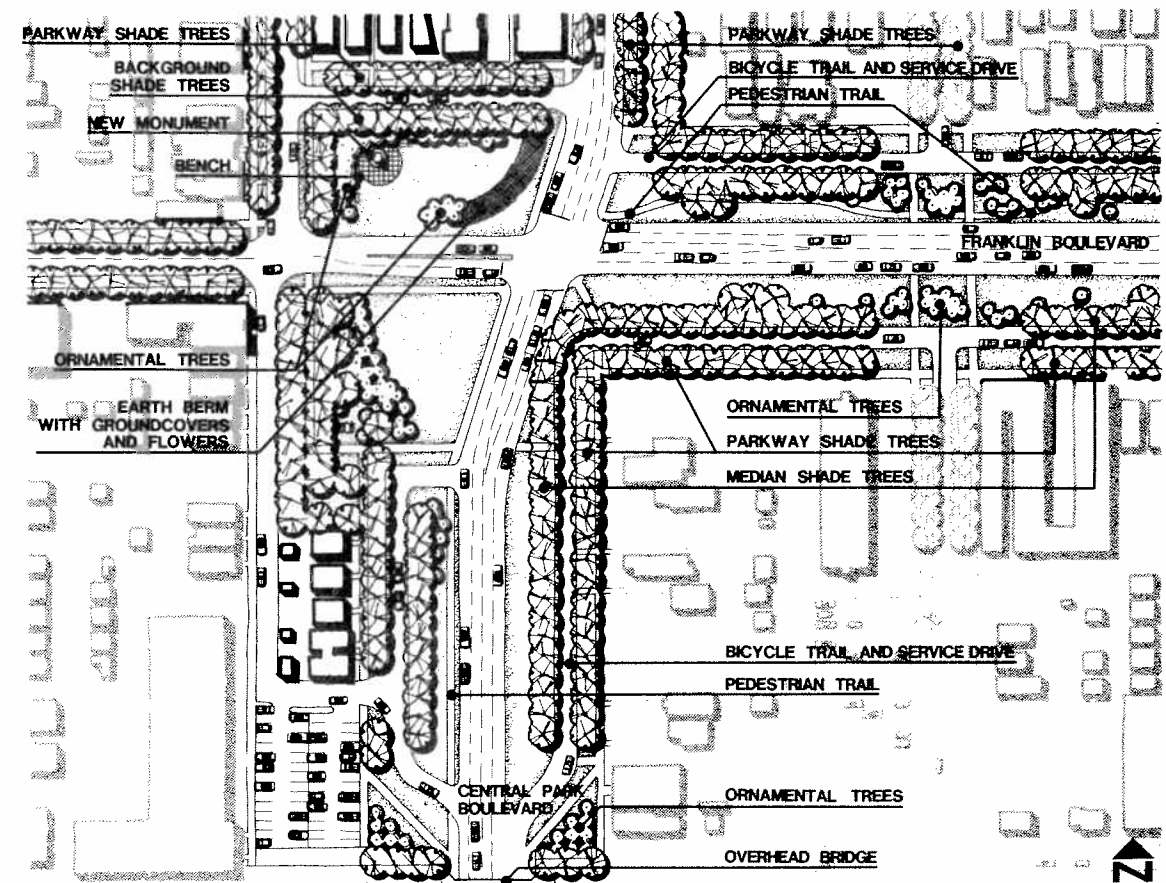 PARKWAY SHADE TREES
BACKGROUND
SHADE TREES
NEW MONUMENT
BENCH
ORNAMENTAL TREES
EARTH BERM
WITH GROUNDCOVERS
AND FLOWERS
PARKWAY SHADE TREES
BICYCLE TRAIL AND SERVICE DRIVE
PEDESTRIAN TRAIL
FRANKLIN BOULEVARD
ORNAMENTAL TREES
PARKWAY SHADE TREES
MEDIAN SHADE TREES
BICYCLE TRAIL AND SERVICE DRIVE
PEDESTRIAN TRAIL
CENTRAL PARK
BOULEVARD
ORNAMENTAL TREES
OVERHEAD BRIDGE
N